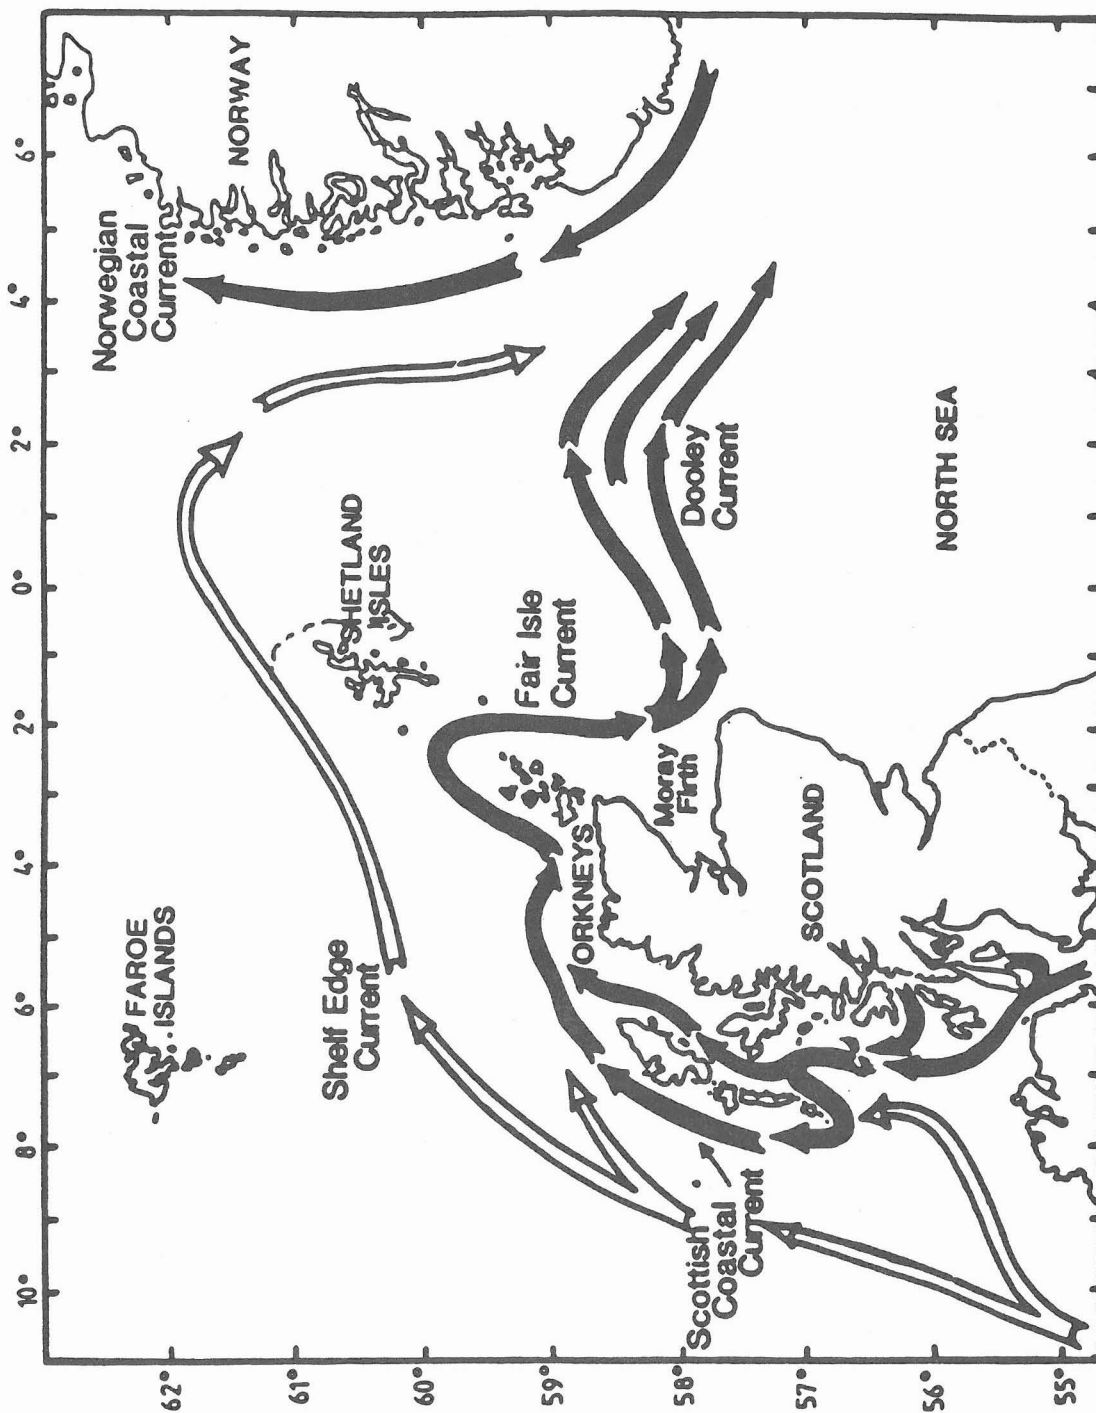 10°
8°
6°
4°
2°
0°
2°
4°
6°
62°
61°
60°
59°
58°
57°
56°
55°
FAROE
ISLANDS
Norwegian
Coastal
Current
NORWAY
Shelf Edge
Current
SHETLAND
ISLES
Fair Isle
Current
ORKNEYS
Moray
Firth
Dooley
Current
Scottish
Coastal
Current
SCOTLAND
NORTH SEA